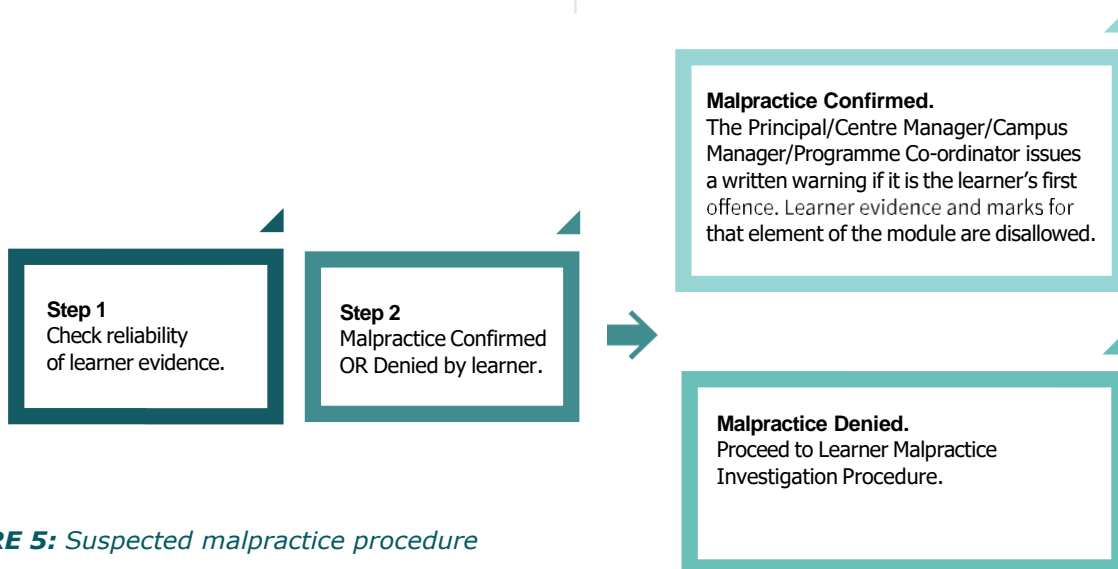 Malpractice Confirmed.
The Principal/Centre Manager/Campus
Manager/Programme Co-ordinator issues
a written warning if it is the learner’s first
offence. Learner evidence and marks for
that element of the module are disallowed.
Step 1
Check reliability
of learner evidence.
Step 2
Malpractice Confirmed
OR Denied by learner.
Malpractice Denied.
Proceed to Learner Malpractice
Investigation Procedure.
RE 5: Suspected malpractice procedure